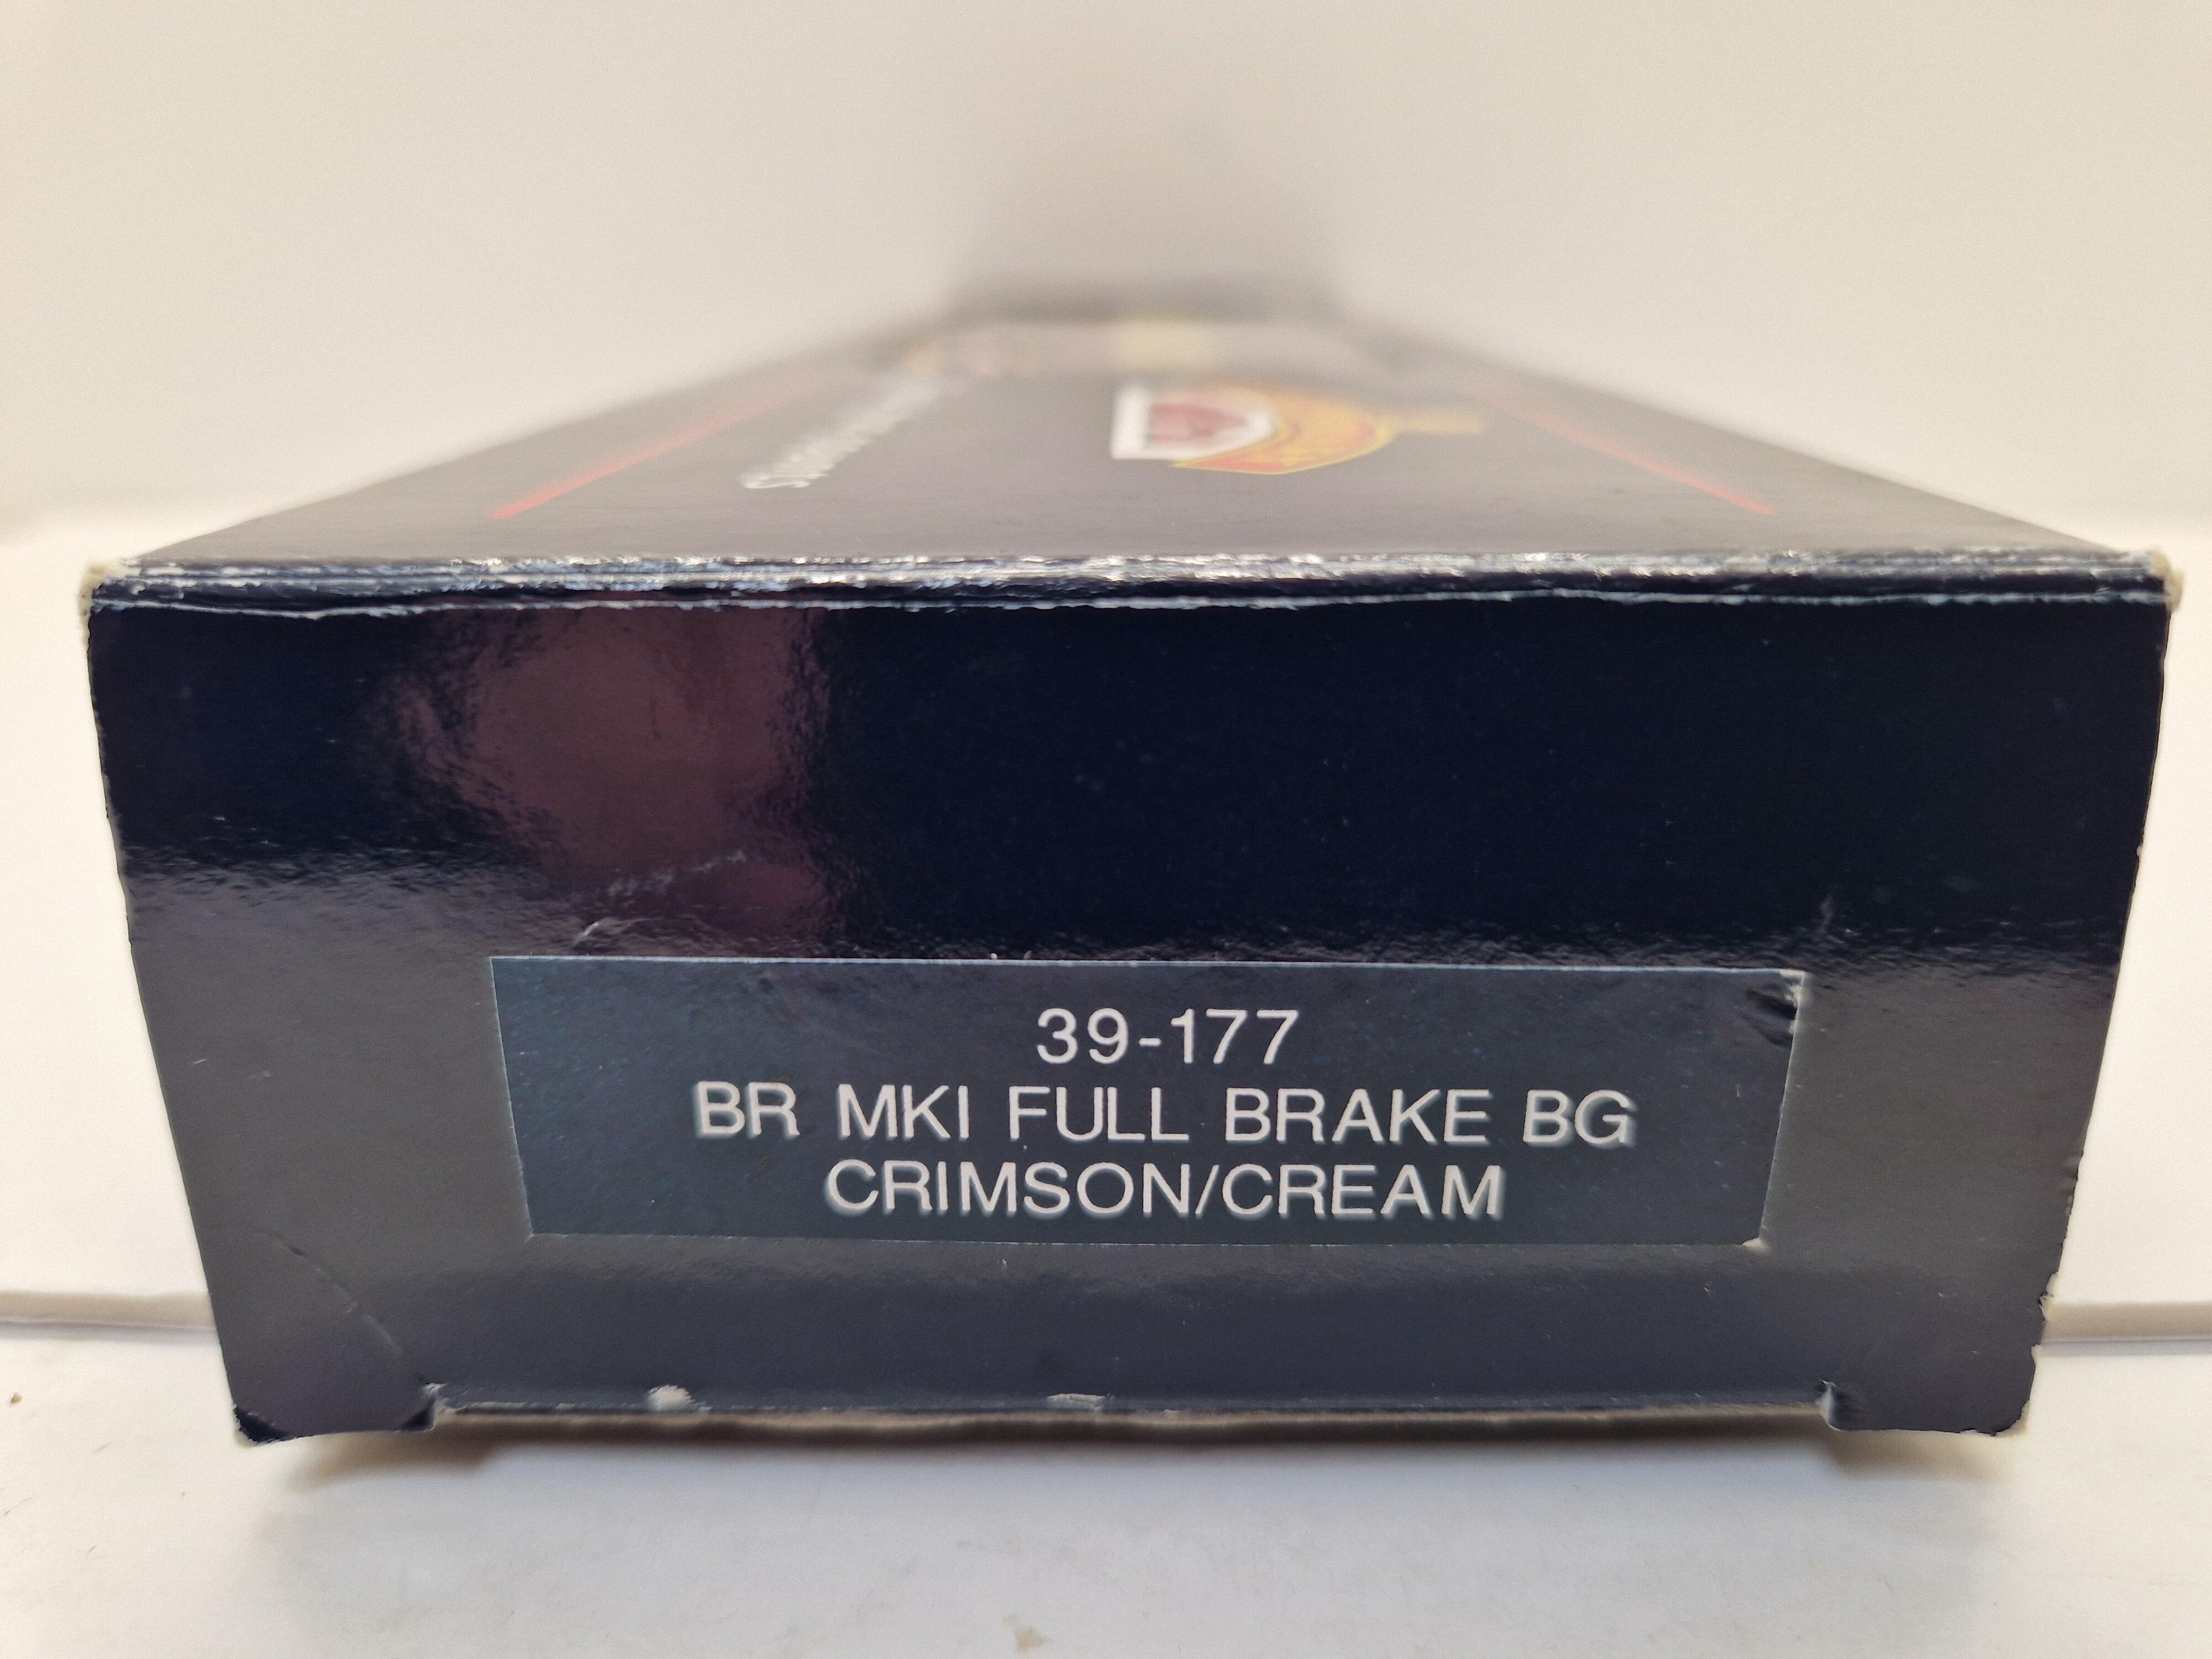 39-177
BR MKI FULL BRAKE BG
CRIMSON/CREAM